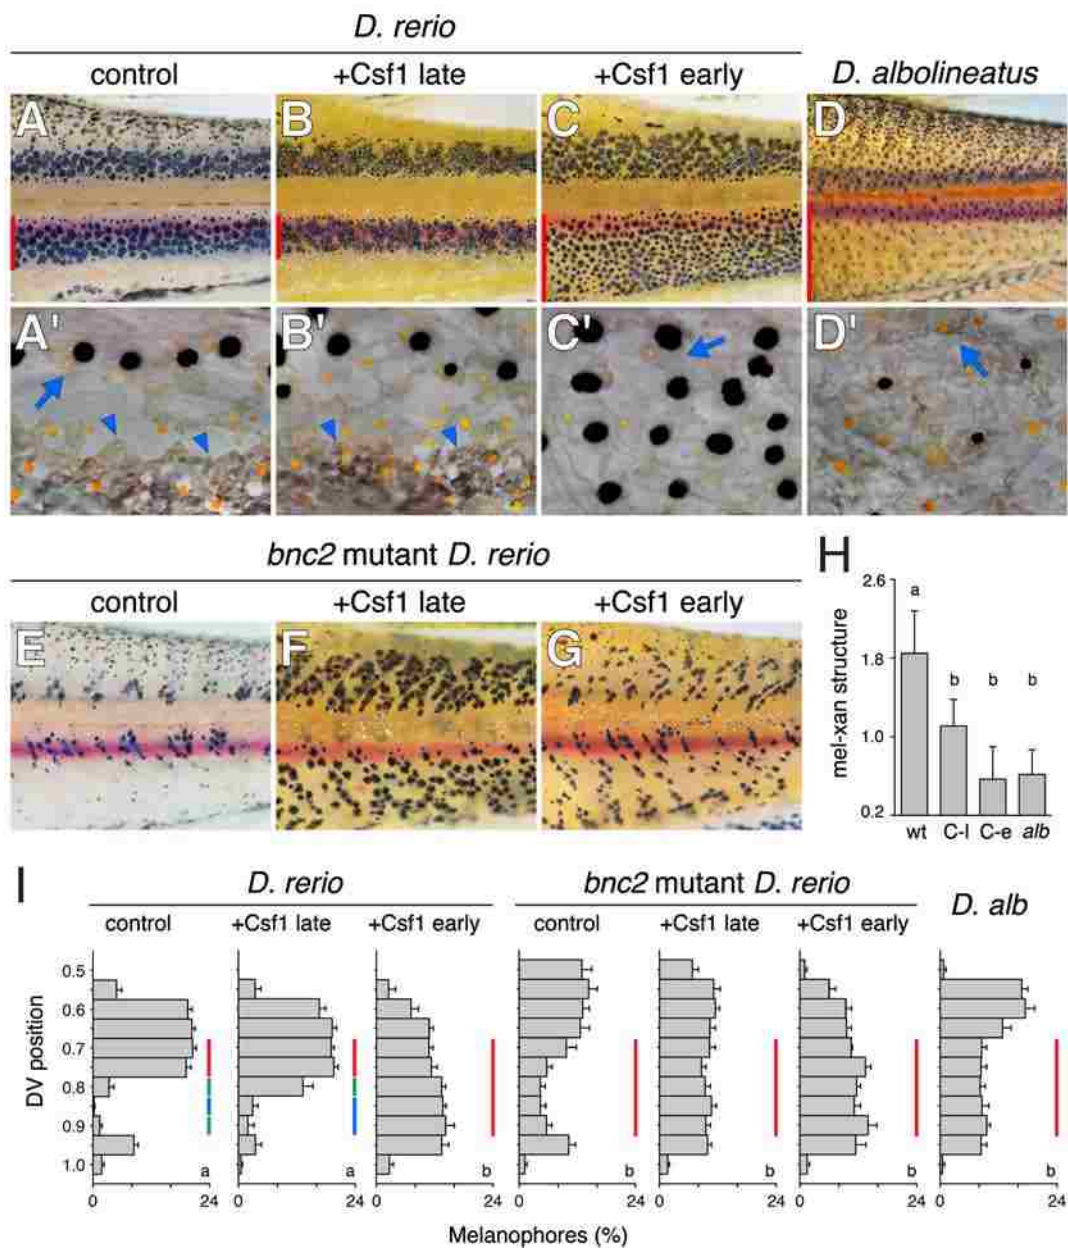 D. rerio
control +Csf1 late +Csf1 early D. albolineatus
A B C D
A' B' C' D'
bnc2 mutant D. rerio
control +Csf1 late +Csf1 early
E F G
H
mel-xan structure
2.6
1.8
1.0
0.2
a
b b b
wt C-l C-e alb
I
D. rerio bnc2 mutant D. rerio D. alb
control +Csf1 late +Csf1 early control +Csf1 late +Csf1 early
DV position
0.5
0.6
0.7
0.8
0.9
1.0
a a b b b b b
0 24 0 24 0 24 0 24 0 24 0 24 0 24
Melanophores (%)